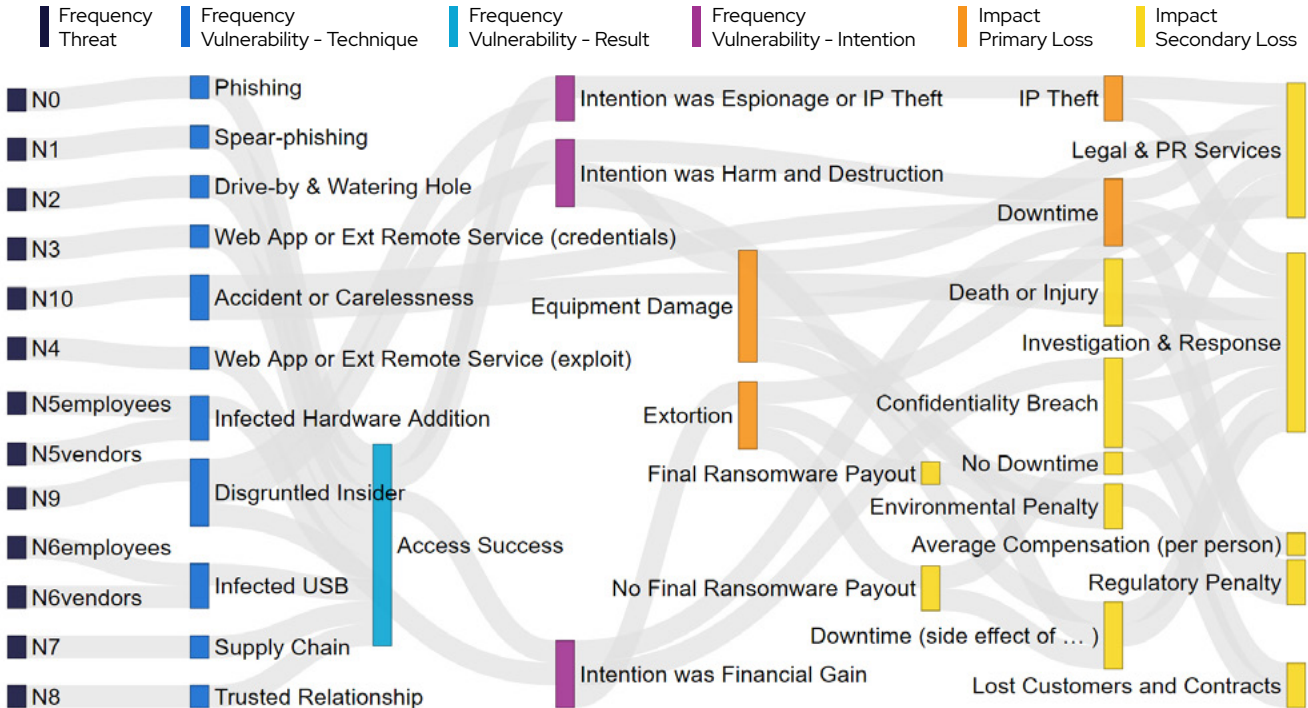 Frequency
Threat
Frequency
Vulnerability - Technique
Frequency
Vulnerability - Result
Frequency
Vulnerability - Intention
Impact
Primary Loss
Impact
Secondary Loss
N0
N1
N2
N3
N10
N4
N5employees
N5vendors
N9
N6employees
N6vendors
N7
N8
Phishing
Spear-phishing
Drive-by & Watering Hole
Web App or Ext Remote Service (credentials)
Accident or Carelessness
Web App or Ext Remote Service (exploit)
Infected Hardware Addition
Disgruntled Insider
Infected USB
Supply Chain
Trusted Relationship
Access Success
Intention was Espionage or IP Theft
Intention was Harm and Destruction
Intention was Financial Gain
Equipment Damage
Extortion
Final Ransomware Payout
No Final Ransomware Payout
IP Theft
Downtime
Death or Injury
Confidentiality Breach
No Downtime
Environmental Penalty
Downtime (side effect of ... )
Legal & PR Services
Investigation & Response
Average Compensation (per person)
Regulatory Penalty
Lost Customers and Contracts